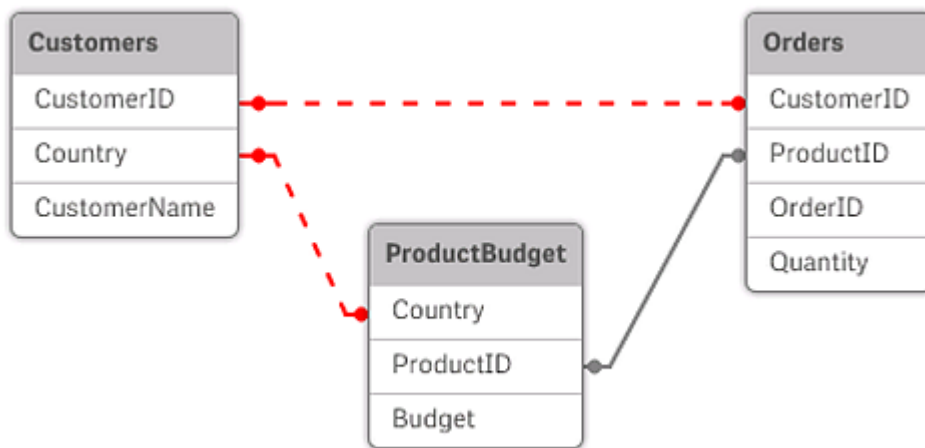 Customers
CustomerID
Country
CustomerName
ProductBudget
Country
ProductID
Budget
Orders
CustomerID
ProductID
OrderID
Quantity